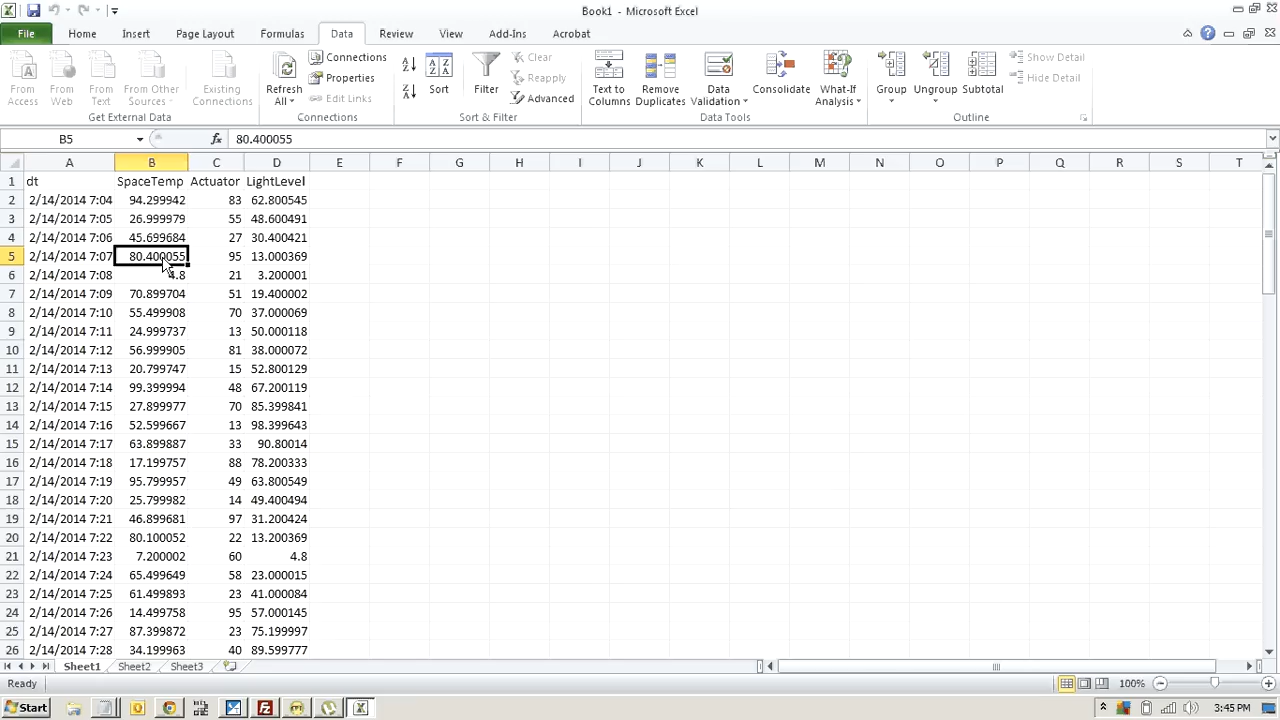 Book1 - Microsoft Excel
File Home Insert Page Layout Formulas Data Review View Add-Ins Acrobat
From Access
From Web
From Text
From Other Sources
Existing Connections
Get External Data
Refresh All
Connections
Properties
Edit Links
Connections
Sort
Filter
Clear
Reapply
Advanced
Sort & Filter
Text to Columns
Remove Duplicates
Data Validation
Consolidate
What-If Analysis
Data Tools
Group
Ungroup
Subtotal
Show Detail
Hide Detail
Outline
B5 fx 80.400055
A B C D E F G H I J K L M N O P Q R S T
1 dt SpaceTemp Actuator LightLevel
2 2/14/2014 7:04 94.299942 83 62.800545
3 2/14/2014 7:05 26.999979 55 48.600491
4 2/14/2014 7:06 45.699684 27 30.400421
5 2/14/2014 7:07 80.400055 95 13.000369
6 2/14/2014 7:08 4.8 21 3.200001
7 2/14/2014 7:09 70.899704 51 19.400002
8 2/14/2014 7:10 55.499908 70 37.000069
9 2/14/2014 7:11 24.999737 13 50.000118
10 2/14/2014 7:12 56.999905 81 38.000072
11 2/14/2014 7:13 20.799747 15 52.800129
12 2/14/2014 7:14 99.399994 48 67.200119
13 2/14/2014 7:15 27.899977 70 85.399841
14 2/14/2014 7:16 52.599667 13 98.399643
15 2/14/2014 7:17 63.899887 33 90.80014
16 2/14/2014 7:18 17.199757 88 78.200333
17 2/14/2014 7:19 95.799957 49 63.800549
18 2/14/2014 7:20 25.799982 14 49.400494
19 2/14/2014 7:21 46.899681 97 31.200424
20 2/14/2014 7:22 80.100052 22 13.200369
21 2/14/2014 7:23 7.200002 60 4.8
22 2/14/2014 7:24 65.499649 58 23.000015
23 2/14/2014 7:25 61.499893 23 41.000084
24 2/14/2014 7:26 14.499758 95 57.000145
25 2/14/2014 7:27 87.399872 23 75.199997
26 2/14/2014 7:28 34.199963 40 89.599777
Sheet1 Sheet2 Sheet3
Ready 100%
Start 3:45 PM